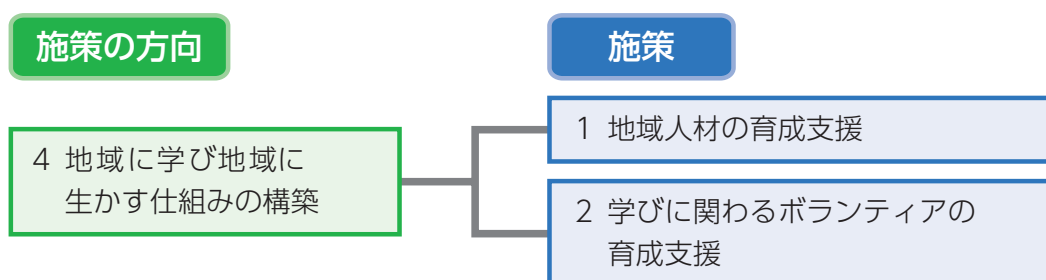 施策の方向
施策
4 地域に学び地域に
生かす仕組みの構築
1 地域人材の育成支援
2 学びに関わるボランティアの
育成支援